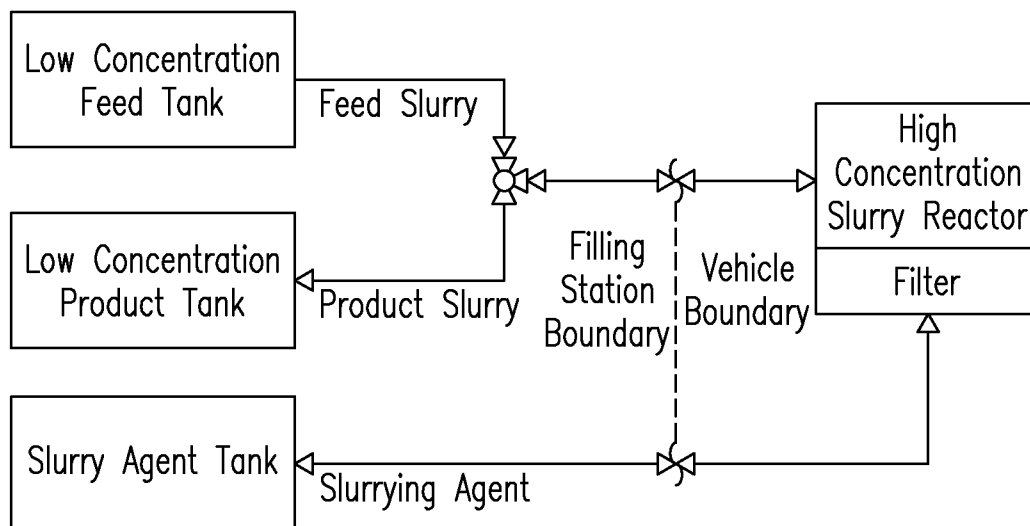 Low Concentration
Feed Tank
Feed Slurry
High
Concentration
Slurry Reactor
Filter
Low Concentration
Product Tank
Product Slurry
Filling
Station
Boundary
Vehicle
Boundary
Slurry Agent Tank
Slurrying Agent